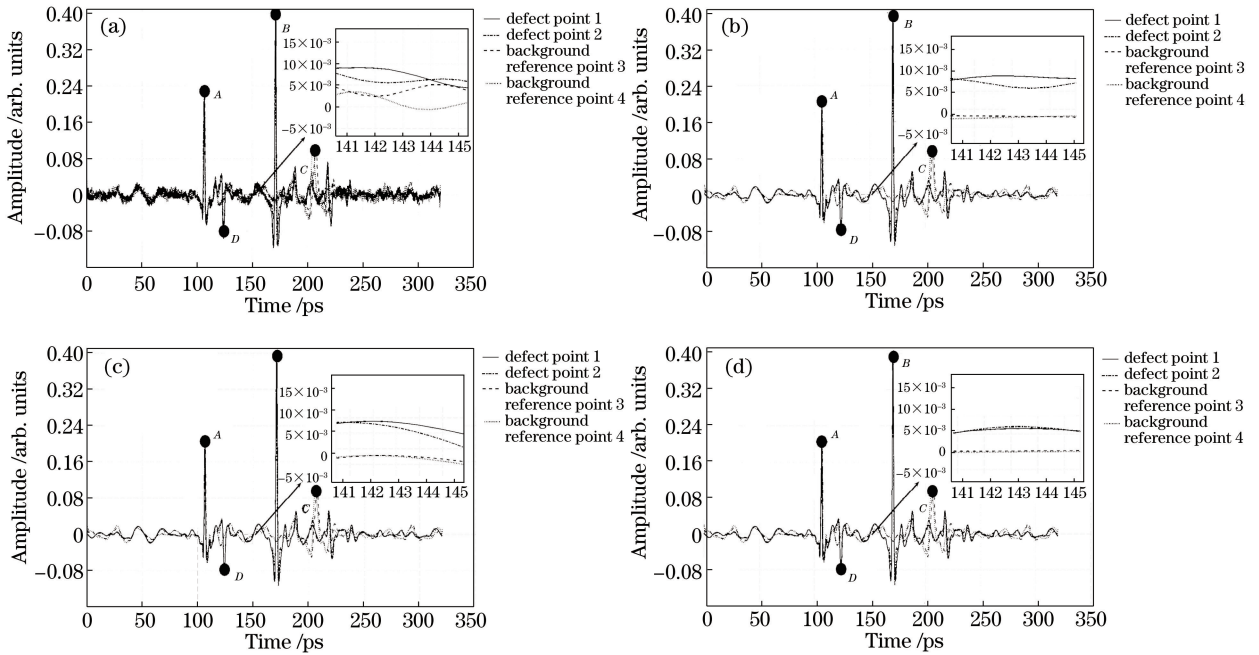 (a)
Amplitude /arb. units
0.40
0.32
0.24
0.16
0.08
0
−0.08
0 50 100 150 200 250 300 350
Time /ps
A
B
C
D
15×10⁻³
10×10⁻³
5×10⁻³
0
−5×10⁻³
141 142 143 144 145
defect point 1
defect point 2
background
reference point 3
background
reference point 4
(b)
Amplitude /arb. units
0.40
0.32
0.24
0.16
0.08
0
−0.08
0 50 100 150 200 250 300 350
Time /ps
A
B
C
D
15×10⁻³
10×10⁻³
5×10⁻³
0
−5×10⁻³
141 142 143 144 145
defect point 1
defect point 2
background
reference point 3
background
reference point 4
(c)
Amplitude /arb. units
0.40
0.32
0.24
0.16
0.08
0
−0.08
0 50 100 150 200 250 300 350
Time /ps
A
C
D
15×10⁻³
10×10⁻³
5×10⁻³
0
−5×10⁻³
141 142 143 144 145
defect point 1
defect point 2
background
reference point 3
background
reference point 4
(d)
Amplitude /arb. units
0.40
0.32
0.24
0.16
0.08
0
−0.08
0 50 100 150 200 250 300 350
Time /ps
A
B
C
D
15×10⁻³
10×10⁻³
5×10⁻³
0
−5×10⁻³
141 142 143 144 145
defect point 1
defect point 2
background
reference point 3
background
reference point 4